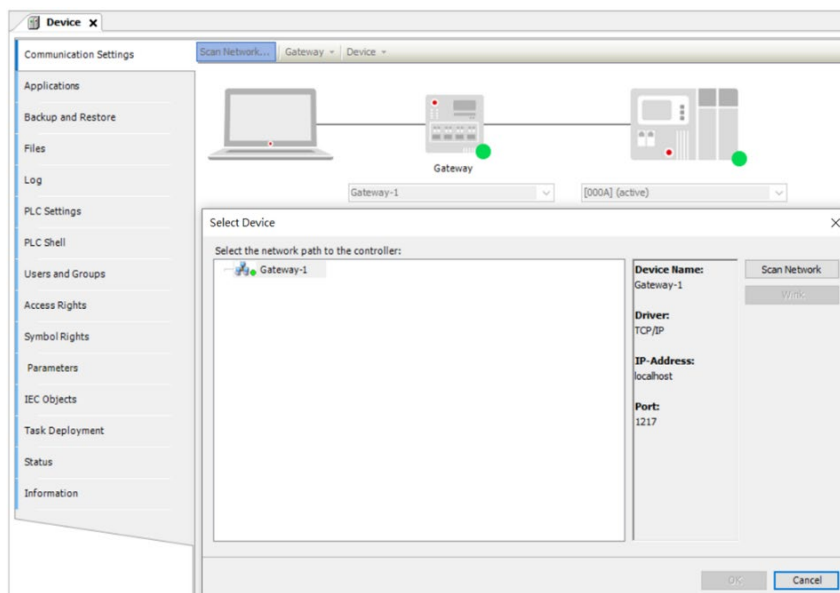 Device
Communication Settings
Applications
Backup and Restore
Files
Log
PLC Settings
PLC Shell
Users and Groups
Access Rights
Symbol Rights
Parameters
IEC Objects
Task Deployment
Status
Information
Scan Network... Gateway Device
Gateway
Gateway-1 [000A] (active)
Select Device
Select the network path to the controller:
Gateway-1
Device Name:
Gateway-1
Driver:
TCP/IP
IP-Address:
localhost
Port:
1217
Scan Network
Wink
OK Cancel